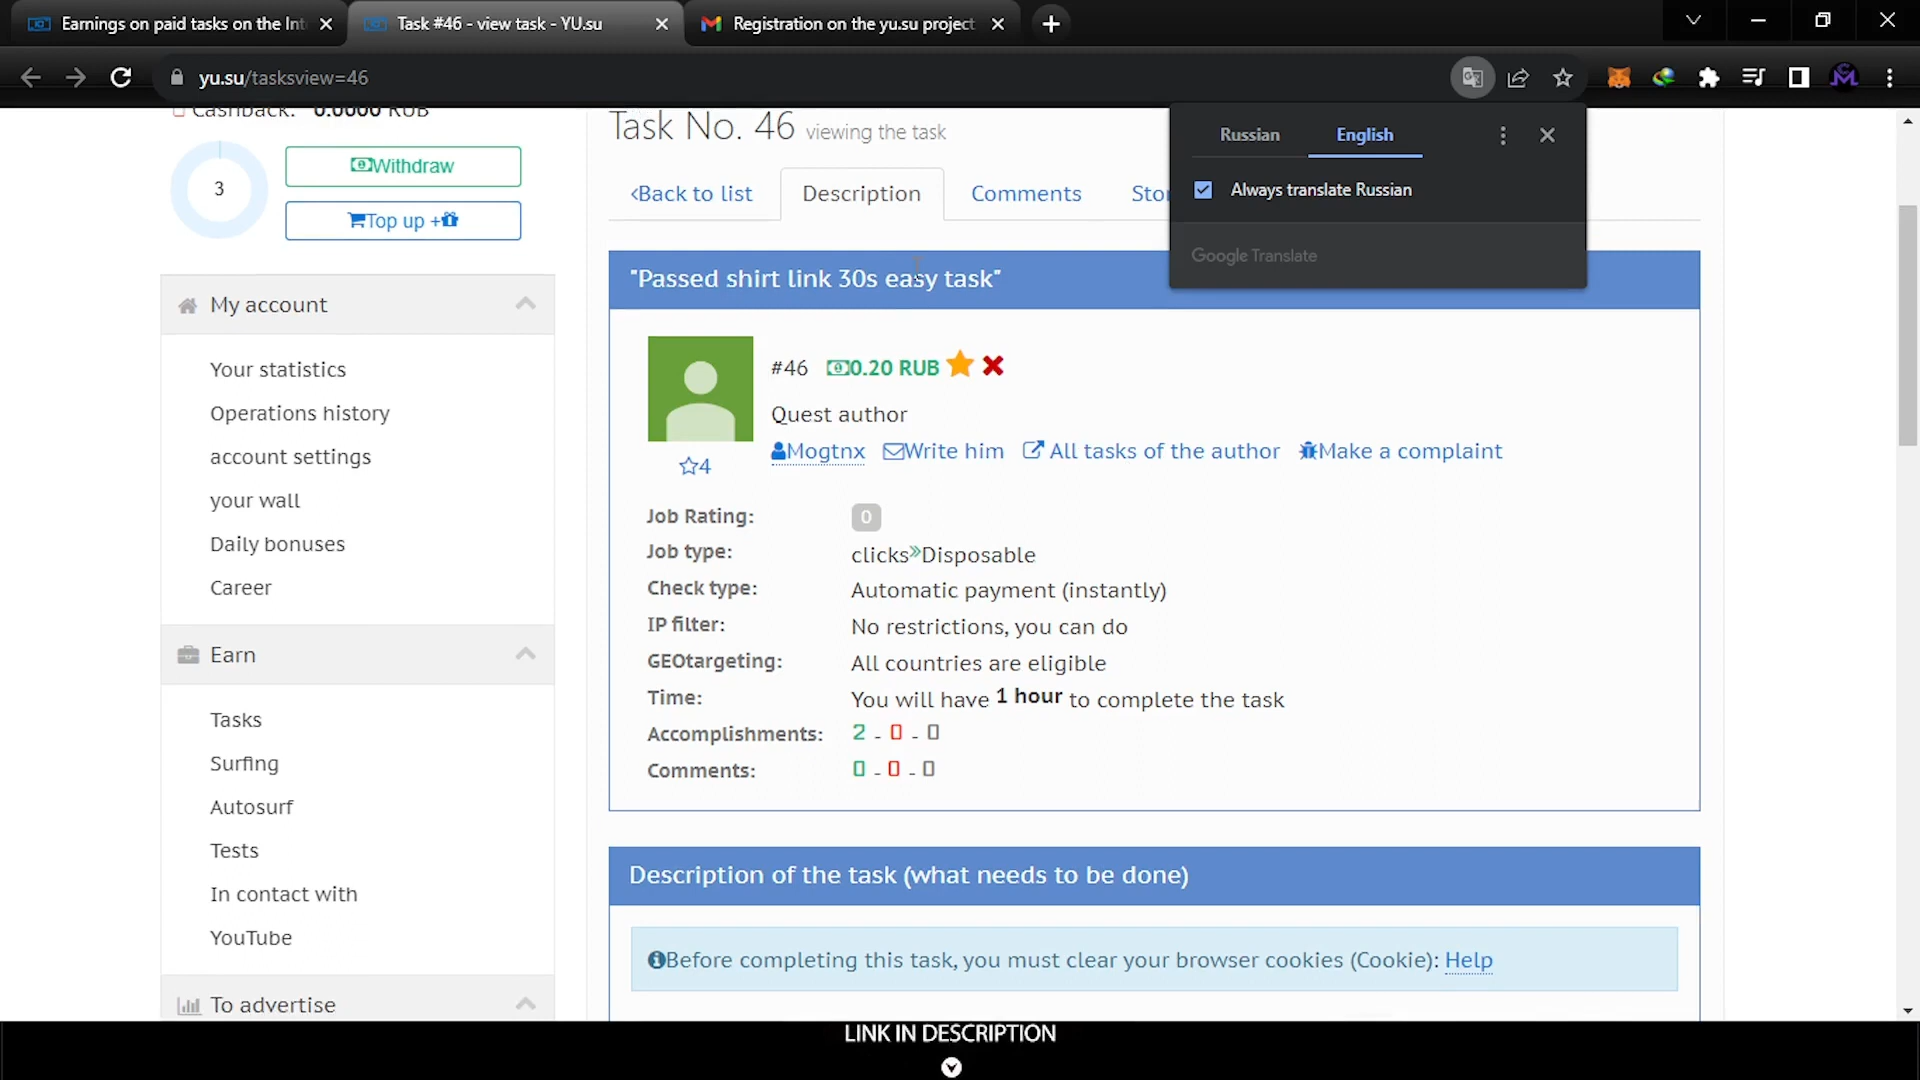 Earnings on paid tasks on the Int
Task #46 - view task - YU.su
Registration on the yu.su project
yu.su/tasksview=46
Cashback: 0.0000 RUB
3
Withdraw
Top up +
My account
Your statistics
Operations history
account settings
your wall
Daily bonuses
Career
Earn
Tasks
Surfing
Autosurf
Tests
In contact with
YouTube
To advertise
Task No. 46 viewing the task
‹Back to list
Description
Comments
Russian
English
Always translate Russian
Google Translate
"Passed shirt link 30s easy task"
#46 0.20 RUB
Quest author
Mogtnx Write him All tasks of the author Make a complaint
4
Job Rating: 0
Job type: clicks»Disposable
Check type: Automatic payment (instantly)
IP filter: No restrictions, you can do
GEOtargeting: All countries are eligible
Time: You will have 1 hour to complete the task
Accomplishments: 2 - 0 - 0
Comments: 0 - 0 - 0
Description of the task (what needs to be done)
Before completing this task, you must clear your browser cookies (Cookie): Help
LINK IN DESCRIPTION